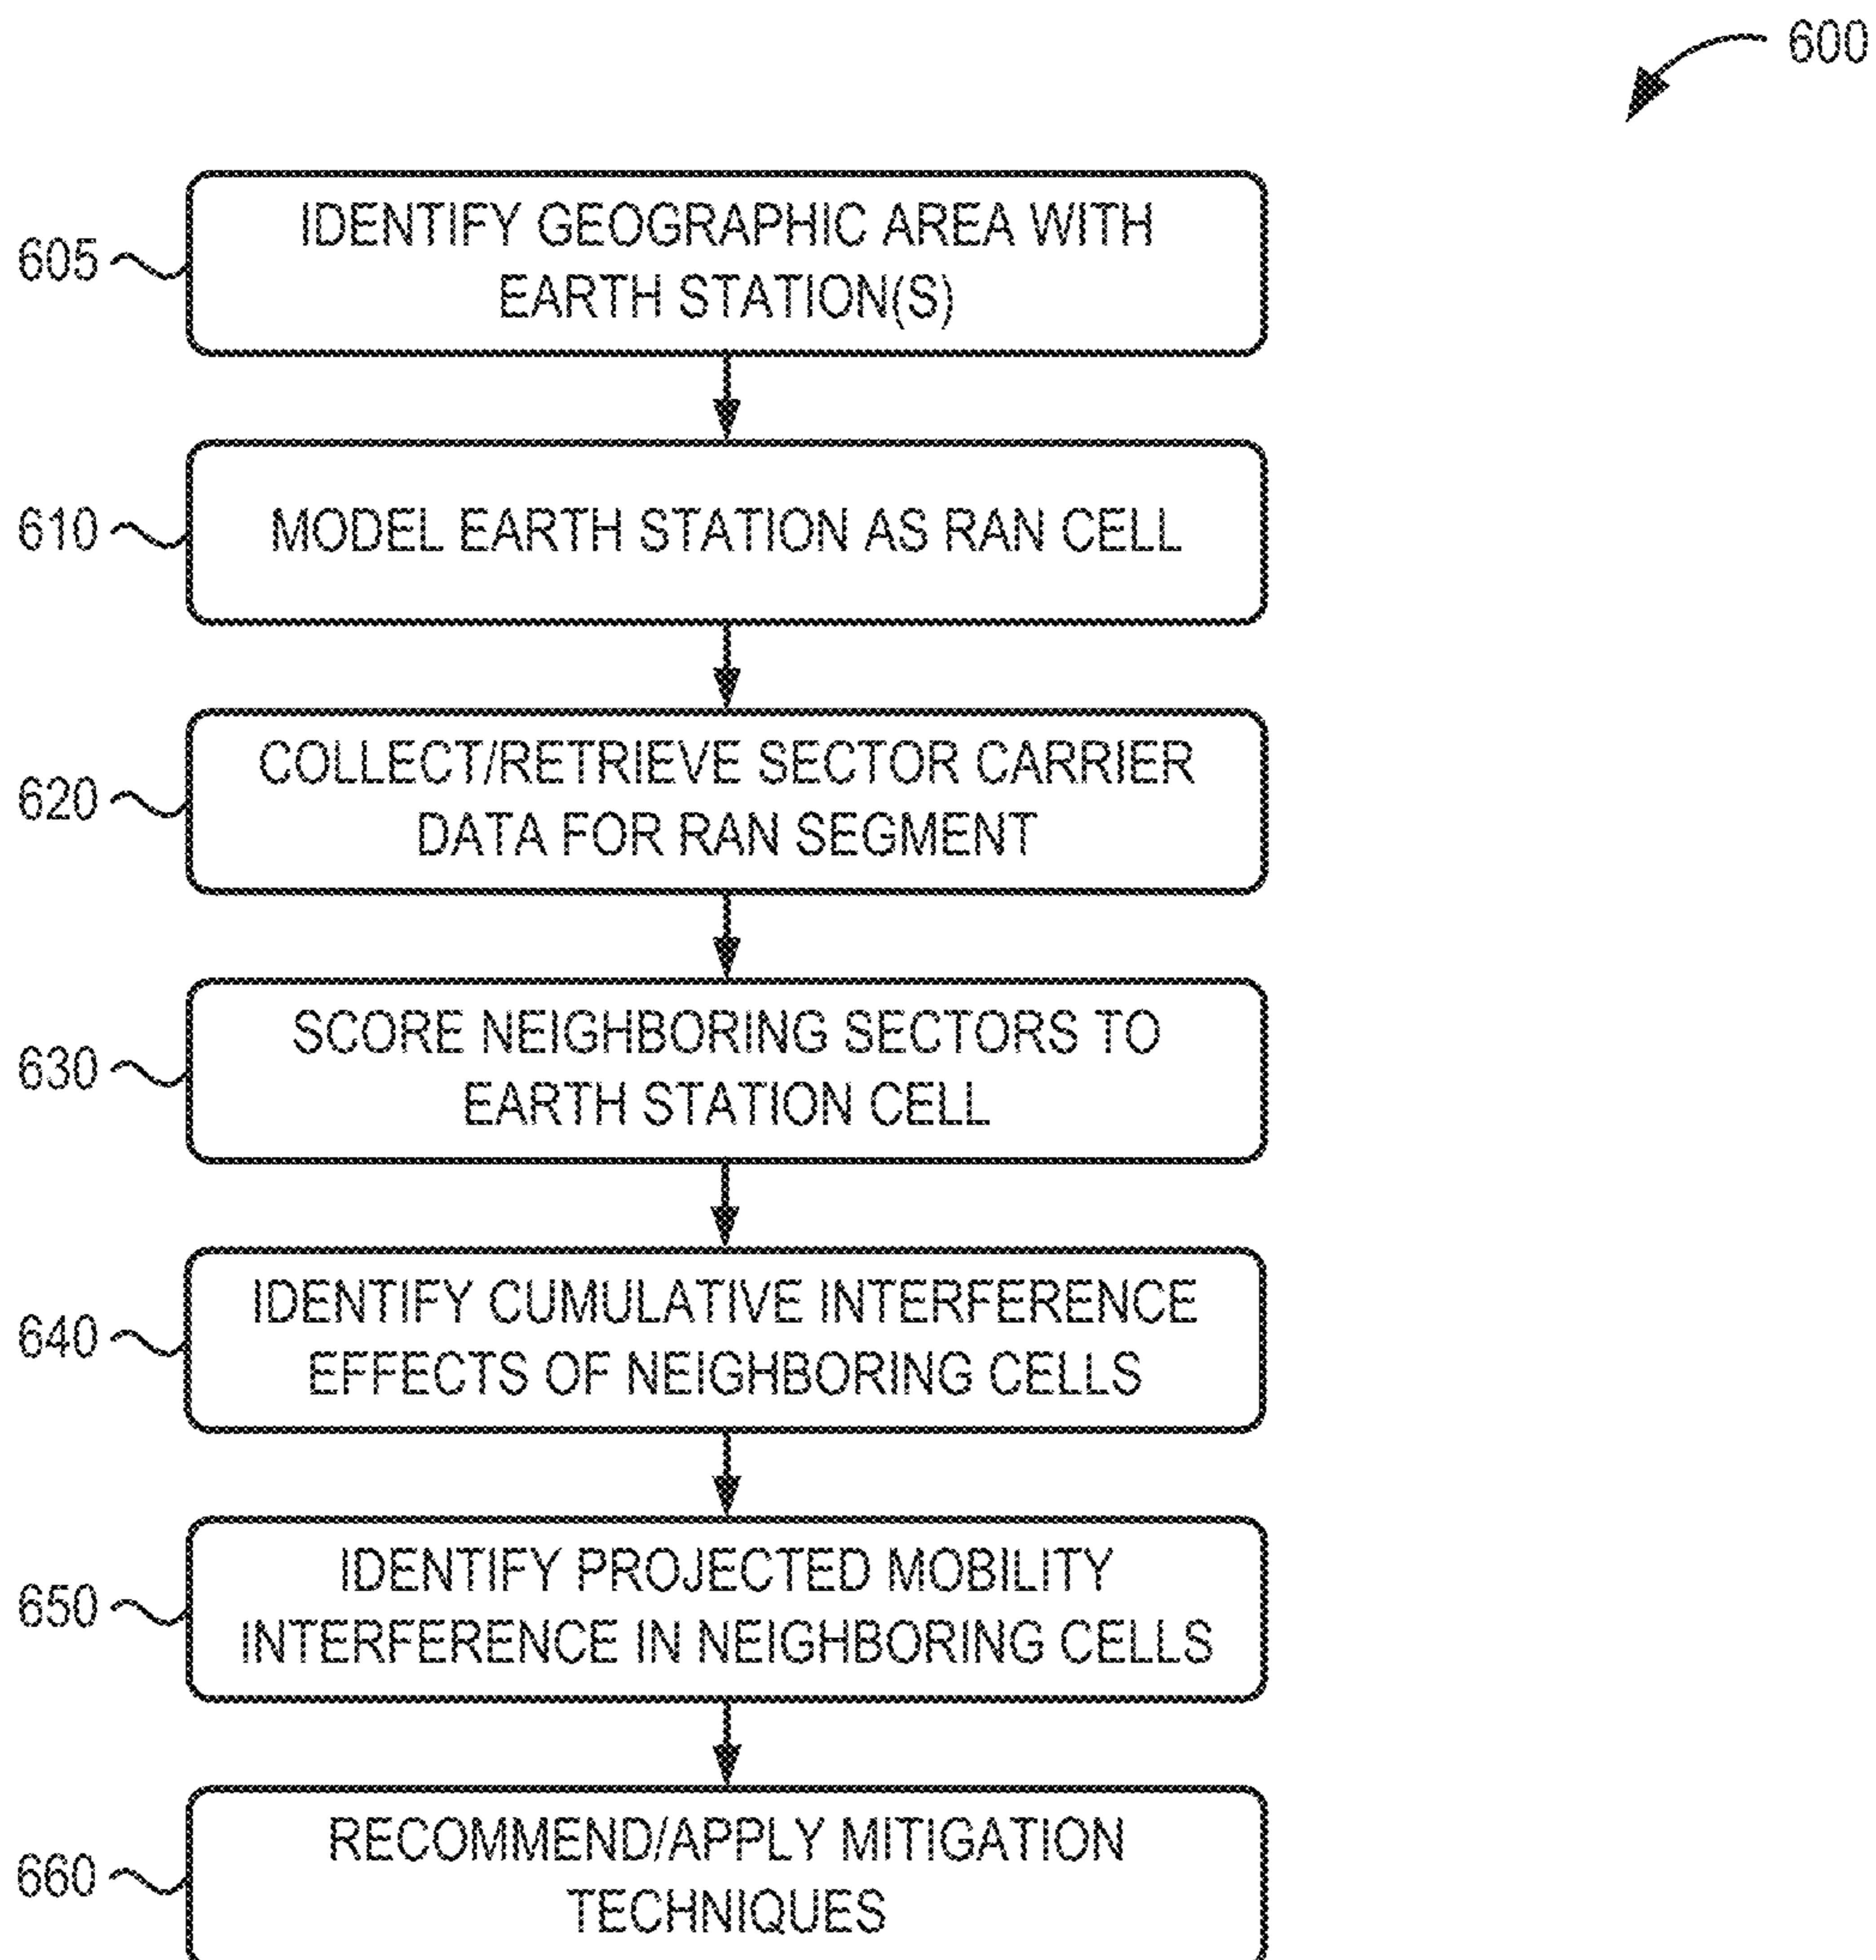 600
605
IDENTIFY GEOGRAPHIC AREA WITH
EARTH STATION(S)
610
MODEL EARTH STATION AS RAN CELL
620
COLLECT/RETRIEVE SECTOR CARRIER
DATA FOR RAN SEGMENT
630
SCORE NEIGHBORING SECTORS TO
EARTH STATION CELL
640
IDENTIFY CUMULATIVE INTERFERENCE
EFFECTS OF NEIGHBORING CELLS
650
IDENTIFY PROJECTED MOBILITY
INTERFERENCE IN NEIGHBORING CELLS
660
RECOMMEND/APPLY MITIGATION
TECHNIQUES